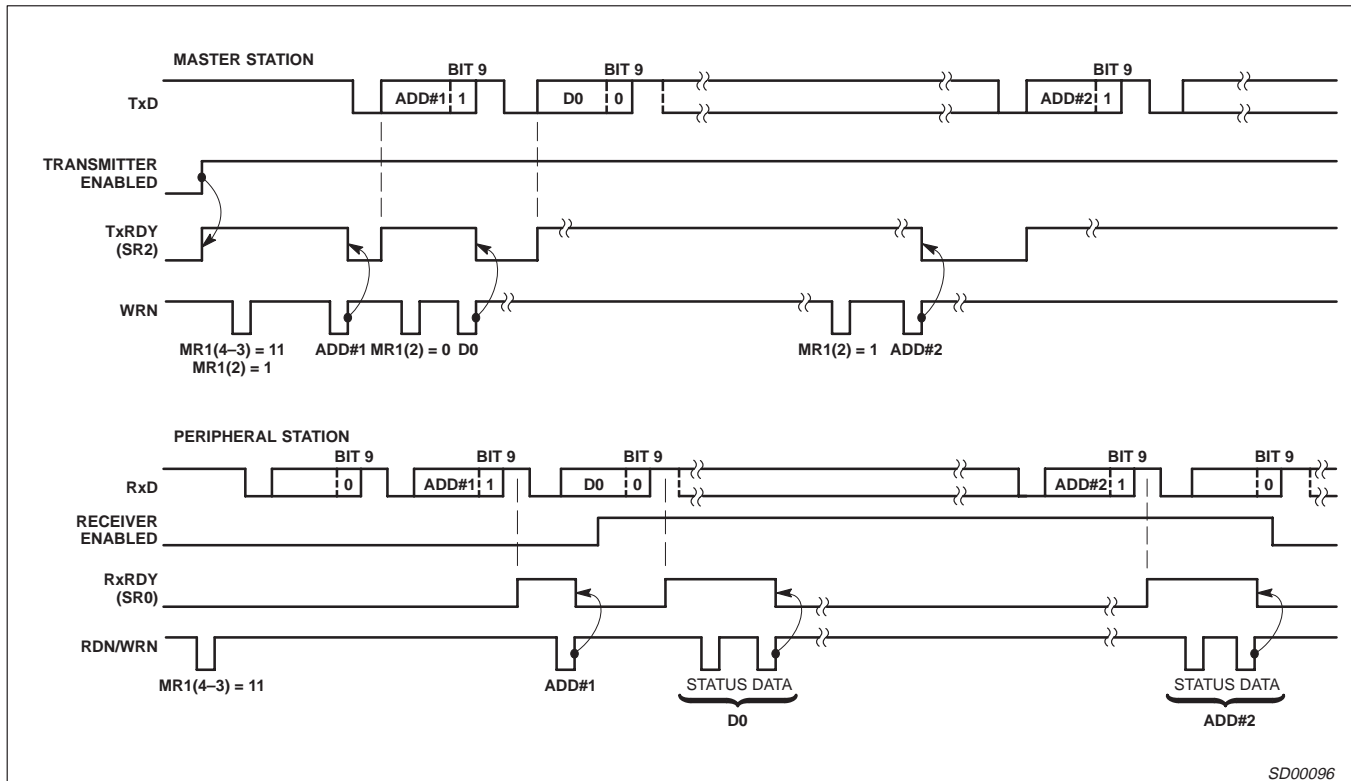 MASTER STATION
BIT 9 BIT 9 BIT 9
TxD ADD#1 1 D0 0 ADD#2 1
TRANSMITTER
ENABLED
TxRDY
(SR2)
WRN
MR1(4–3) = 11 ADD#1 MR1(2) = 0 D0 MR1(2) = 1 ADD#2
MR1(2) = 1
PERIPHERAL STATION
BIT 9 BIT 9 BIT 9 BIT 9 BIT 9
RxD 0 ADD#1 1 D0 0 ADD#2 1 0
RECEIVER
ENABLED
RxRDY
(SR0)
RDN/WRN
MR1(4–3) = 11 ADD#1 STATUS DATA STATUS DATA
D0 ADD#2
SD00096